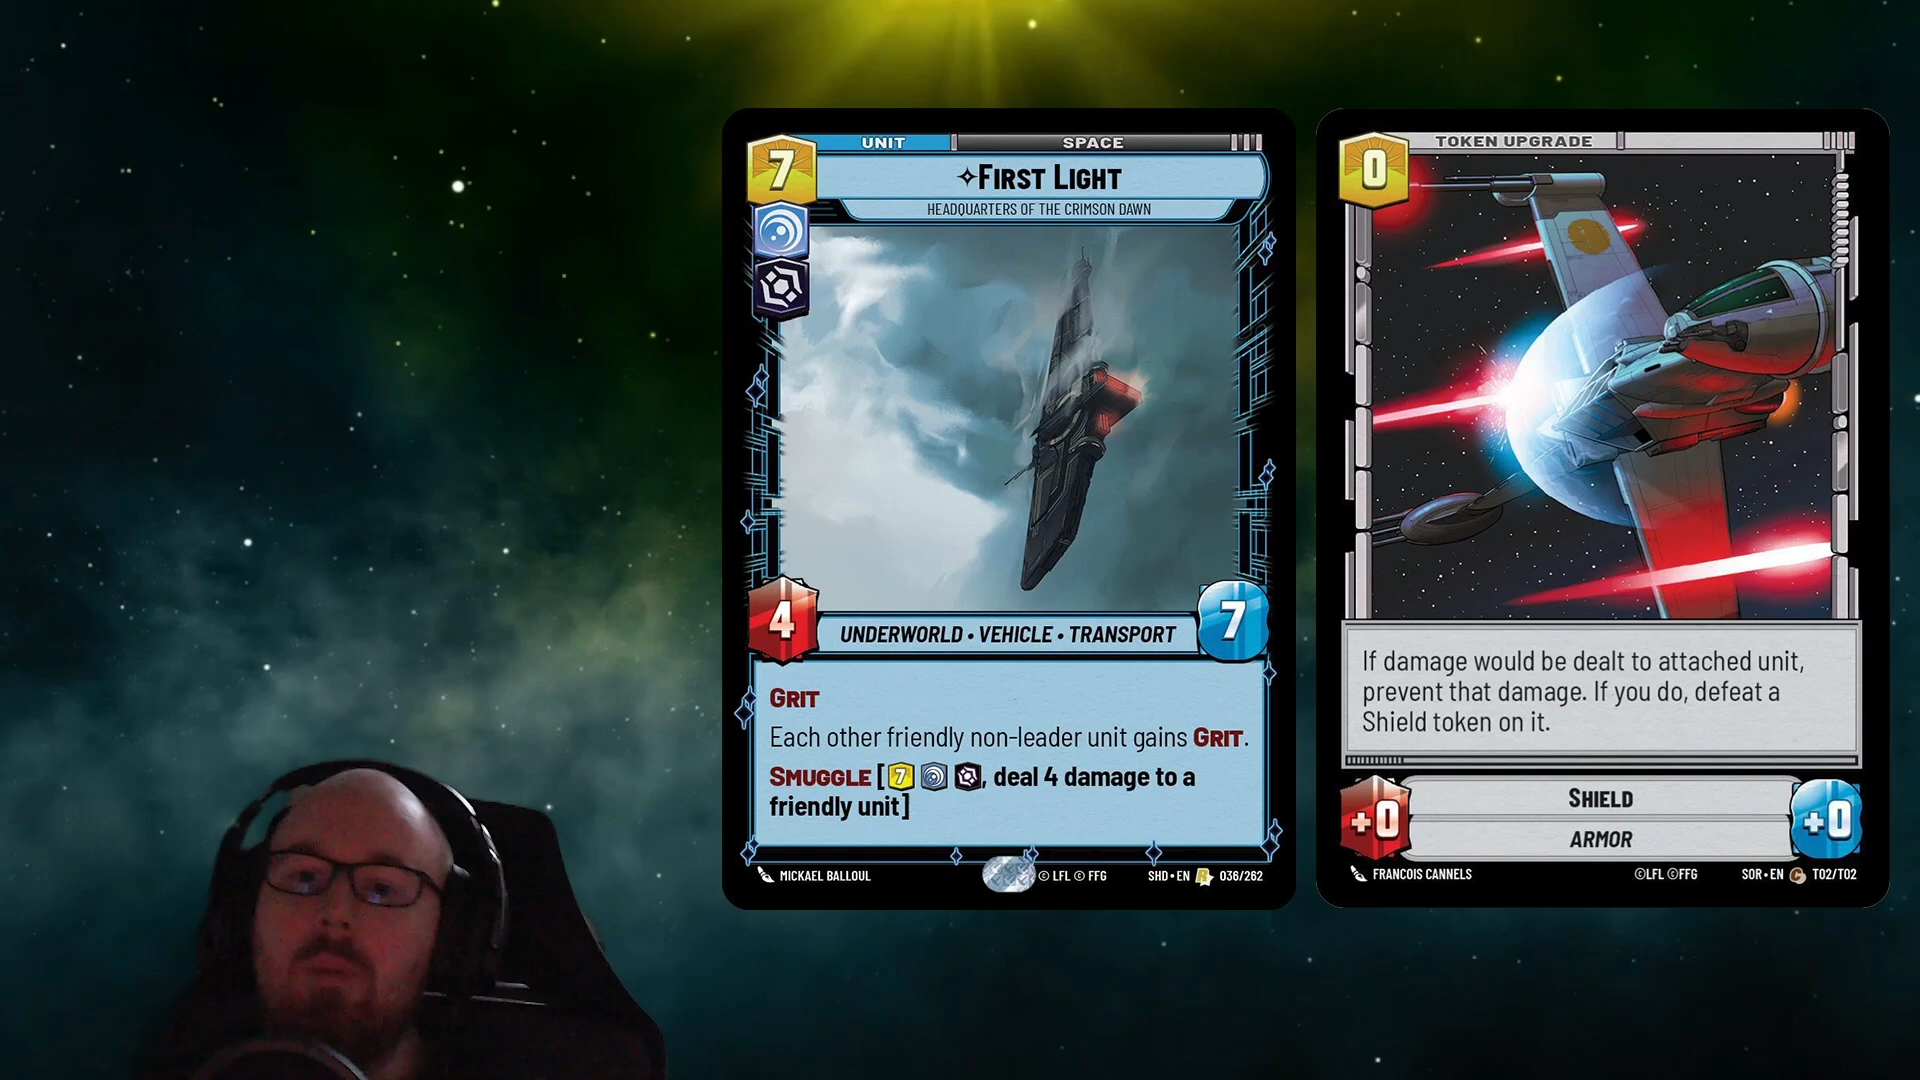 7
UNIT
SPACE
FIRST LIGHT
HEADQUARTERS OF THE CRIMSON DAWN
4
UNDERWORLD • VEHICLE • TRANSPORT
7
GRIT
Each other friendly non-leader unit gains GRIT.
SMUGGLE [7, deal 4 damage to a
friendly unit]
MICKAEL BALLOUL
© LFL © FFG
SHD • EN R 036/262
0
TOKEN UPGRADE
If damage would be dealt to attached unit,
prevent that damage. If you do, defeat a
Shield token on it.
+0
SHIELD
ARMOR
+0
FRANCOIS CANNELS
©LFL ©FFG
SOR • EN C T02/T02